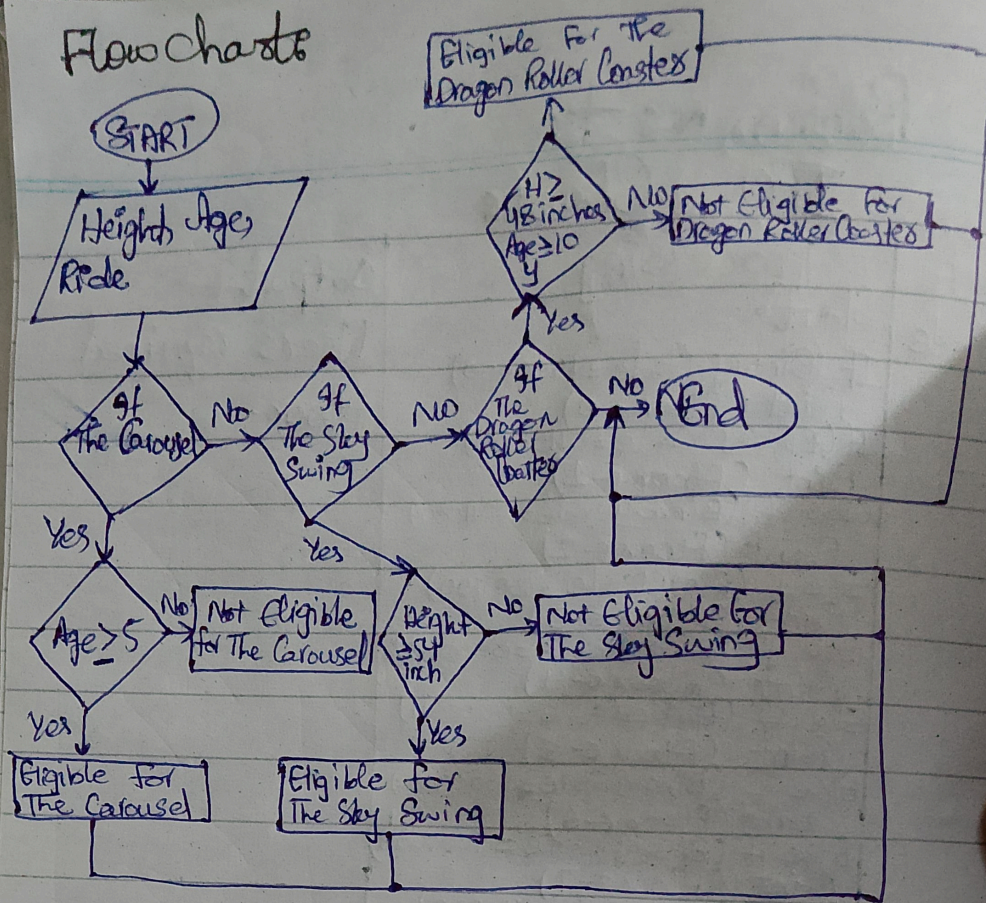 Flow Charts
START
Height, Age,
Ride
If
The Carousel
No
If
The Sky
Swing
No
If
The
Dragon
Roller
Coaster
No
End
Yes
H≥
48 inches
Age≥10
y
No
Not Eligible For
Dragon Roller Coaster
Eligible For The
Dragon Roller Coaster
Yes
Age≥5
No
Not Eligible
for The Carousel
Yes
Eligible for
The Carousel
Yes
Height
≥54
inch
No
Not Eligible For
The Sky Swing
Yes
Eligible for
The Sky Swing